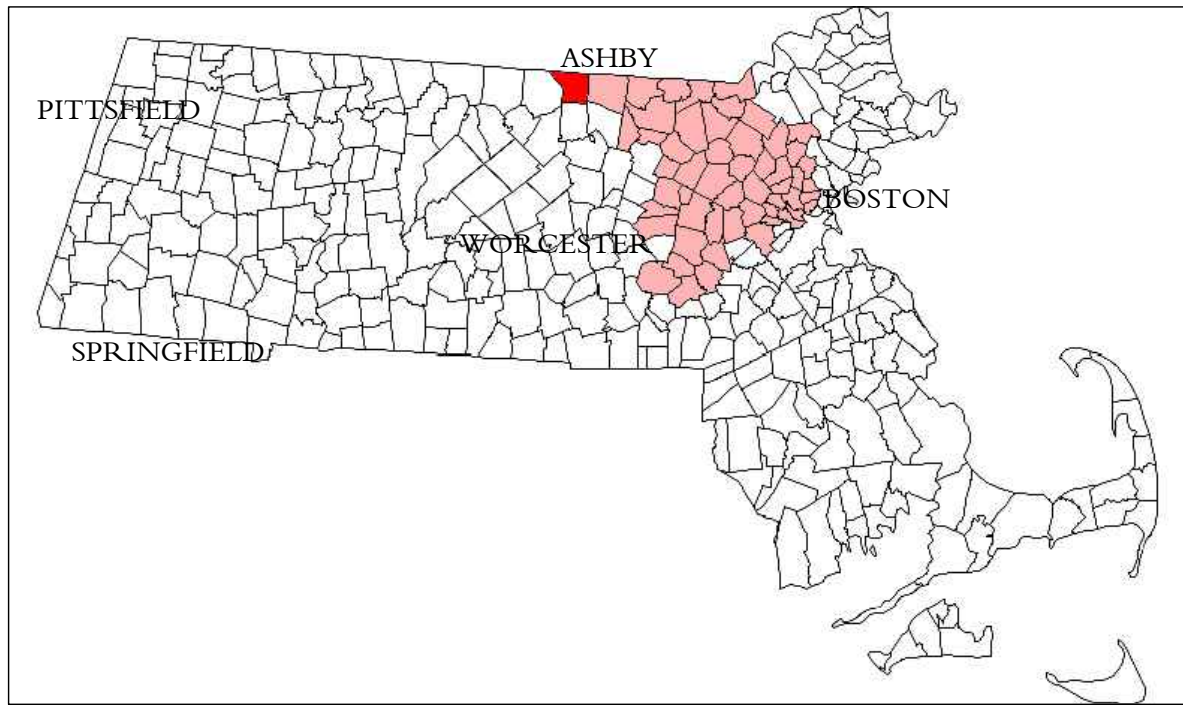 ASHBY
PITTSFIELD
BOSTON
WORCESTER
SPRINGFIELD